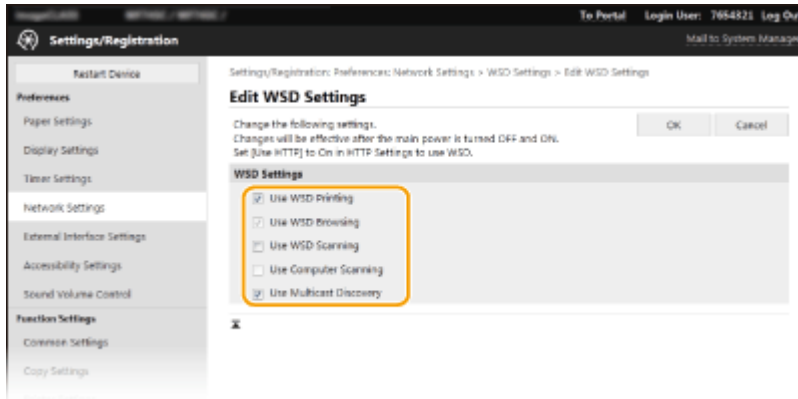 To Portal Login User: 7654321 Log Ou
Settings/Registration
Mail to System Manage
Restart Device
Preferences
Paper Settings
Display Settings
Timer Settings
Network Settings
External Interface Settings
Accessibility Settings
Sound Volume Control
Function Settings
Common Settings
Copy Settings
Settings/Registration: Preferences: Network Settings > WSD Settings > Edit WSD Settings
Edit WSD Settings
Change the following settings.
Changes will be effective after the main power is turned OFF and ON.
Set [Use HTTP] to On in HTTP Settings to use WSD.
OK
Cancel
WSD Settings
Use WSD Printing
Use WSD Browsing
Use WSD Scanning
Use Computer Scanning
Use Multicast Discovery